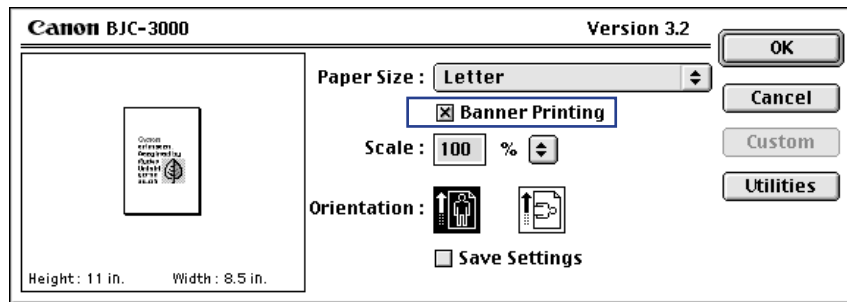 Canon BJC-3000
Version 3.2
OK
Paper Size : Letter
Cancel
Banner Printing
Scale : 100 %
Custom
Utilities
Orientation :
Save Settings
Height : 11 in. Width : 8.5 in.